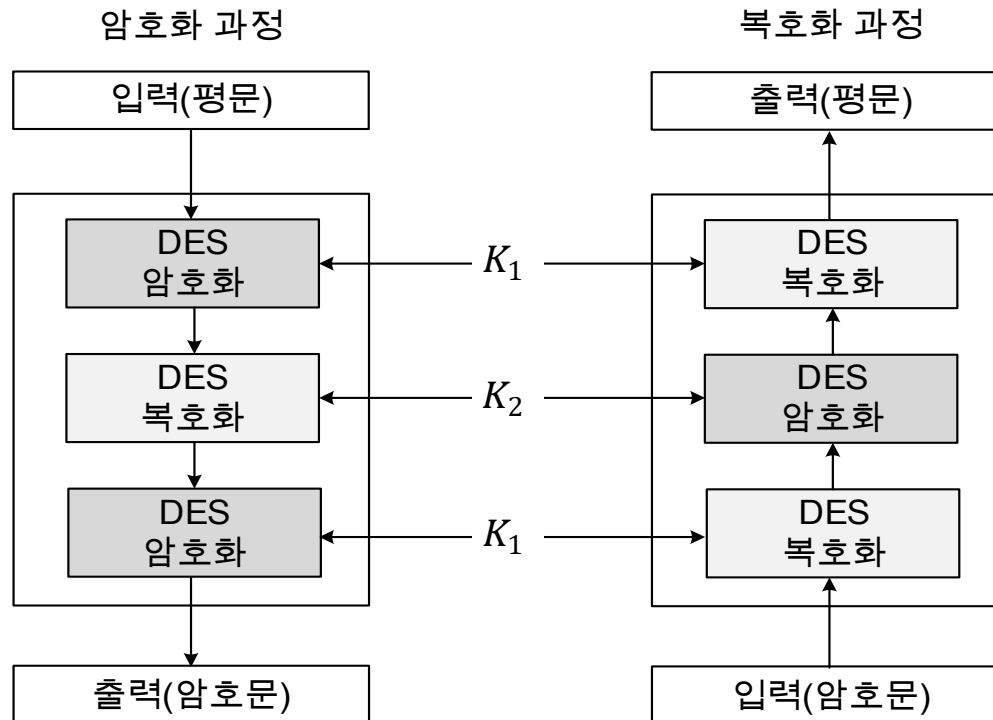 암호화 과정
입력(평문)
DES
암호화
DES
복호화
DES
암호화
출력(암호문)
K₁
K₂
K₁
복호화 과정
출력(평문)
DES
복호화
DES
암호화
DES
복호화
입력(암호문)